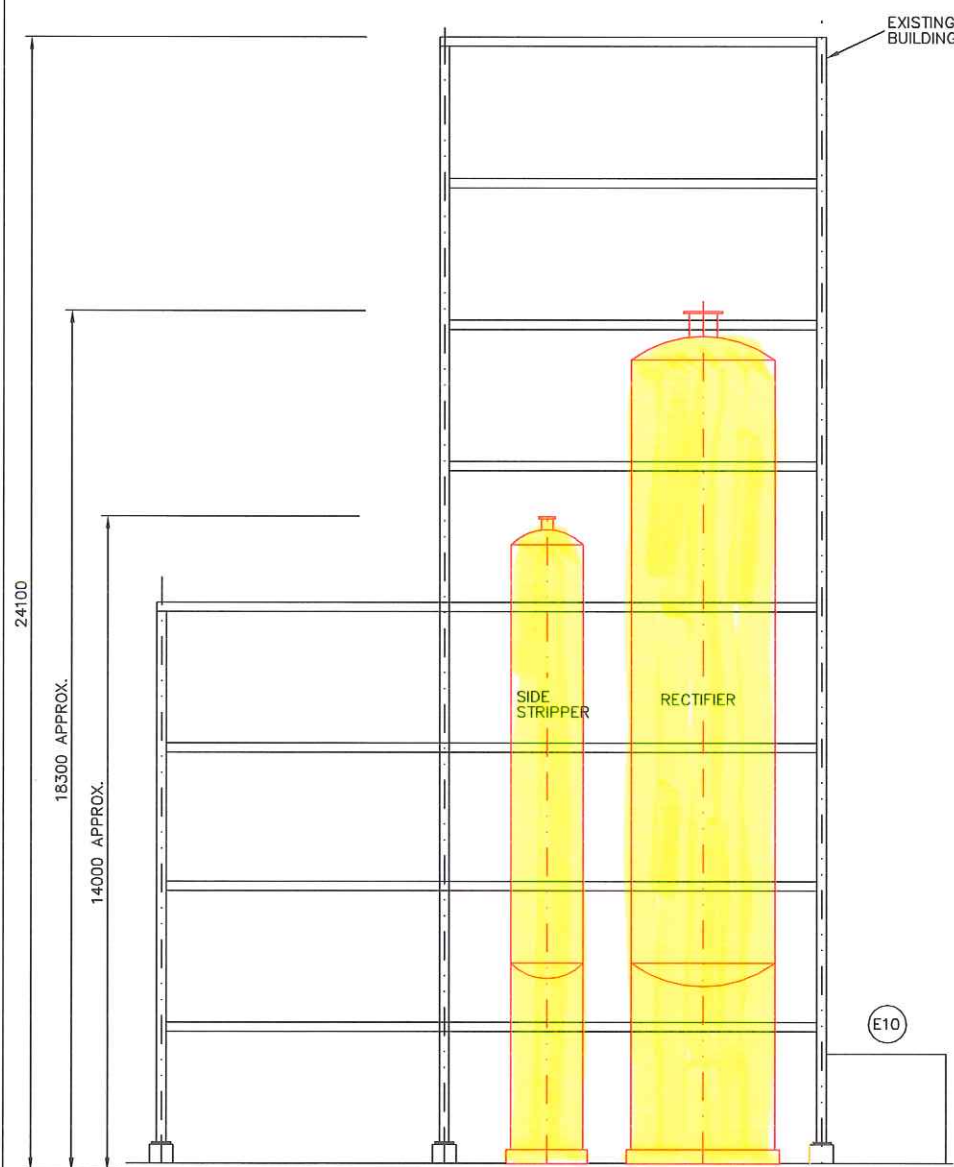 EXISTING
BUILDING
24100
18300 APPROX.
14000 APPROX.
SIDE
STRIPPER
RECTIFIER
E10